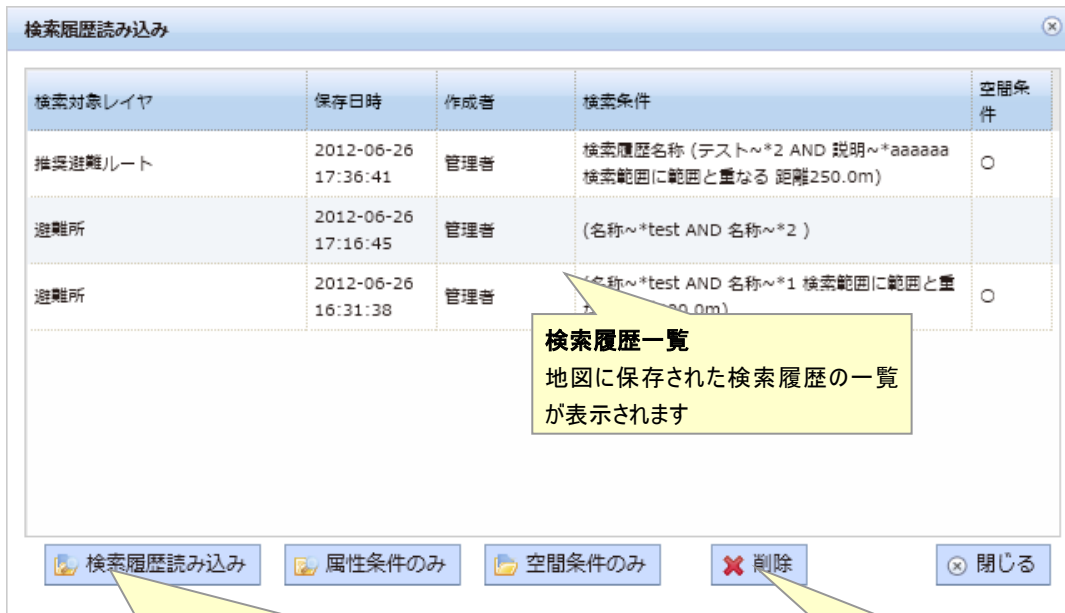 検索履歴読み込み
検索対象レイヤ 保存日時 作成者 検索条件 空間条
件
推奨避難ルート 2012-06-26 管理者 検索履歴名称 (テスト~*2 AND 説明~*aaaaaa ○
17:36:41 検索範囲に範囲と重なる 距離250.0m)
避難所 2012-06-26 管理者 (名称~*test AND 名称~*2 )
17:16:45
避難所 2012-06-26 管理者 名称~*test AND 名称~*1 検索範囲に範囲と重 ○
16:31:38 0.0m)
検索履歴一覧
地図に保存された検索履歴の一覧
が表示されます
検索履歴読み込み 属性条件のみ 空間条件のみ 削除 閉じる